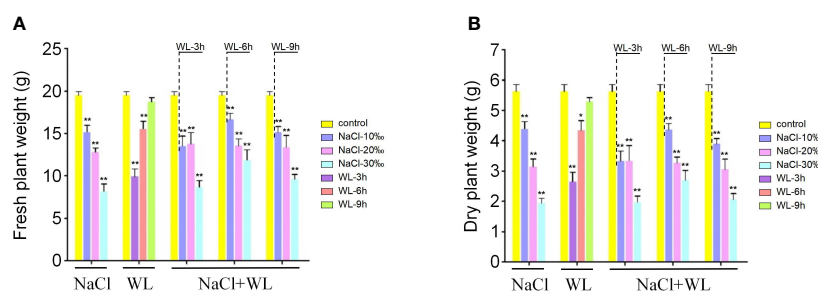 A
Fresh plant weight (g)
25
20
15
10
5
0
WL-3h
WL-6h
WL-9h
** ** **
** **
** ** **
** ** **
** ** **
NaCl
WL
NaCl+WL
control
NaCl-10‰
NaCl-20‰
NaCl-30‰
WL-3h
WL-6h
WL-9h
B
Dry plant weight (g)
7
6
5
4
3
2
1
0
WL-3h
WL-6h
WL-9h
** ** **
** *
** ** **
** ** **
** ** **
NaCl
WL
NaCl+WL
control
NaCl-10%
NaCl-20%
NaCl-30%
WL-3h
WL-6h
WL-9h